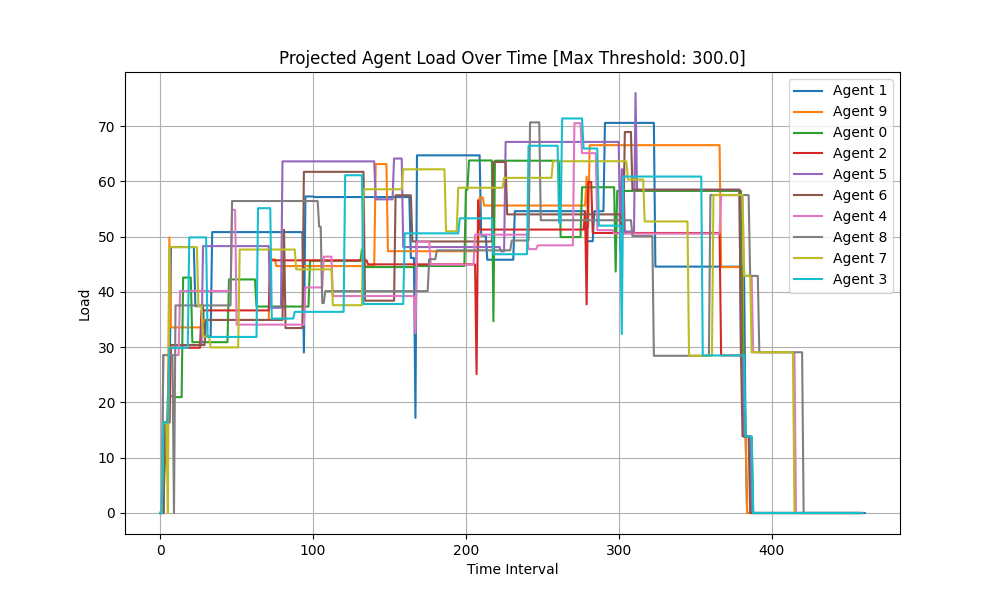 Projected Agent Load Over Time [Max Threshold: 300.0]
Agent 1
Agent 9
Agent 0
Agent 2
Agent 5
Agent 6
Agent 4
Agent 8
Agent 7
Agent 3
70
60
50
40
30
20
10
0
Load
0 100 200 300 400
Time Interval